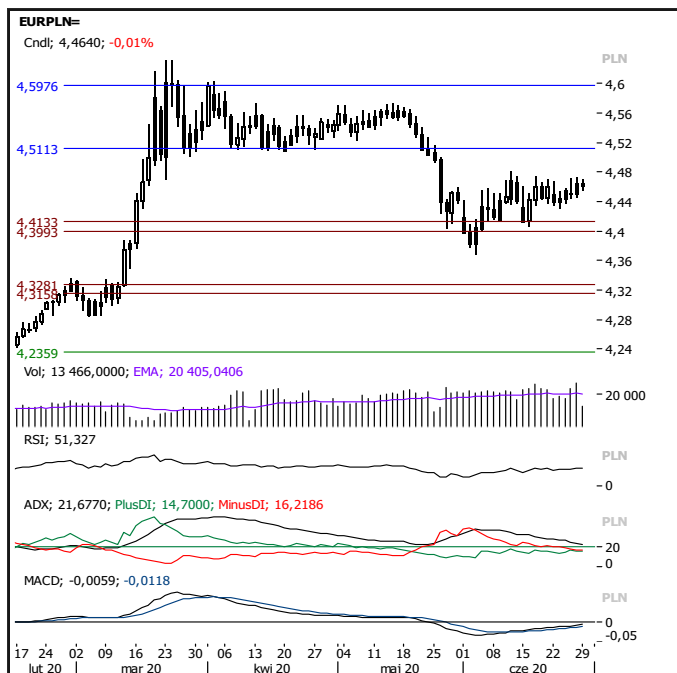 EURPLN=
Cndl; 4,4640; -0,01%
PLN
4,5976
4,6
4,56
4,5113
4,52
4,48
4,44
4,4133
4,4
4,3993
4,36
4,3281
4,32
4,3158
4,28
4,2359
4,24
Vol; 13 466,0000; EMA; 20 405,0406
20 000
RSI; 51,327
PLN
0
ADX; 21,6770; PlusDI; 14,7000; MinusDI; 16,2186
PLN
20
0
MACD; -0,0059; -0,0118
PLN
0
-0,05
17 24 02 09 16 23 30 06 13 20 27 04 11 18 25 01 08 15 22 29
lut 20 mar 20 kwi 20 maj 20 cze 20